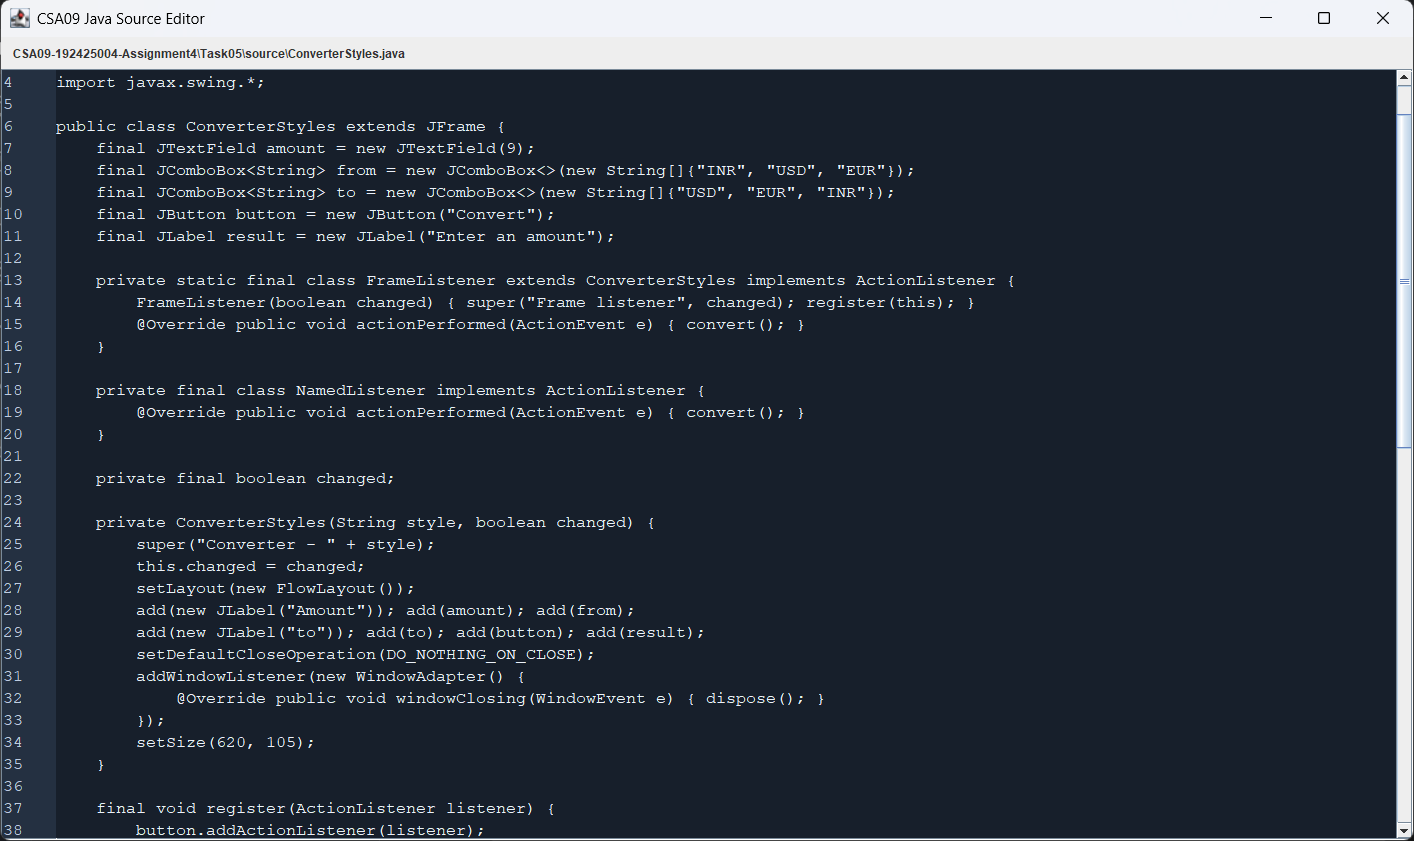 CSA09 Java Source Editor
CSA09-192425004-Assignment4\Task05\source\ConverterStyles.java
4    import javax.swing.*;
5
6    public class ConverterStyles extends JFrame {
7        final JTextField amount = new JTextField(9);
8        final JComboBox<String> from = new JComboBox<>(new String[]{"INR", "USD", "EUR"});
9        final JComboBox<String> to = new JComboBox<>(new String[]{"USD", "EUR", "INR"});
10        final JButton button = new JButton("Convert");
11        final JLabel result = new JLabel("Enter an amount");
12
13        private static final class FrameListener extends ConverterStyles implements ActionListener {
14            FrameListener(boolean changed) { super("Frame listener", changed); register(this); }
15            @Override public void actionPerformed(ActionEvent e) { convert(); }
16        }
17
18        private final class NamedListener implements ActionListener {
19            @Override public void actionPerformed(ActionEvent e) { convert(); }
20        }
21
22        private final boolean changed;
23
24        private ConverterStyles(String style, boolean changed) {
25            super("Converter - " + style);
26            this.changed = changed;
27            setLayout(new FlowLayout());
28            add(new JLabel("Amount")); add(amount); add(from);
29            add(new JLabel("to")); add(to); add(button); add(result);
30            setDefaultCloseOperation(DO_NOTHING_ON_CLOSE);
31            addWindowListener(new WindowAdapter() {
32                @Override public void windowClosing(WindowEvent e) { dispose(); }
33            });
34            setSize(620, 105);
35        }
36
37        final void register(ActionListener listener) {
38            button.addActionListener(listener);